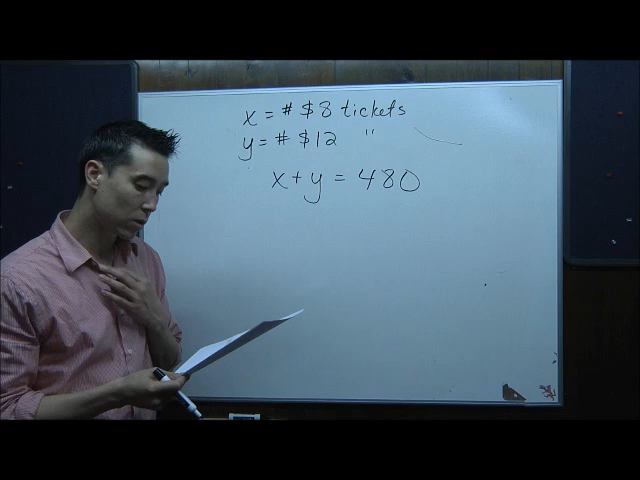 x = # $8 tickets
y = # $12 "
x + y = 480